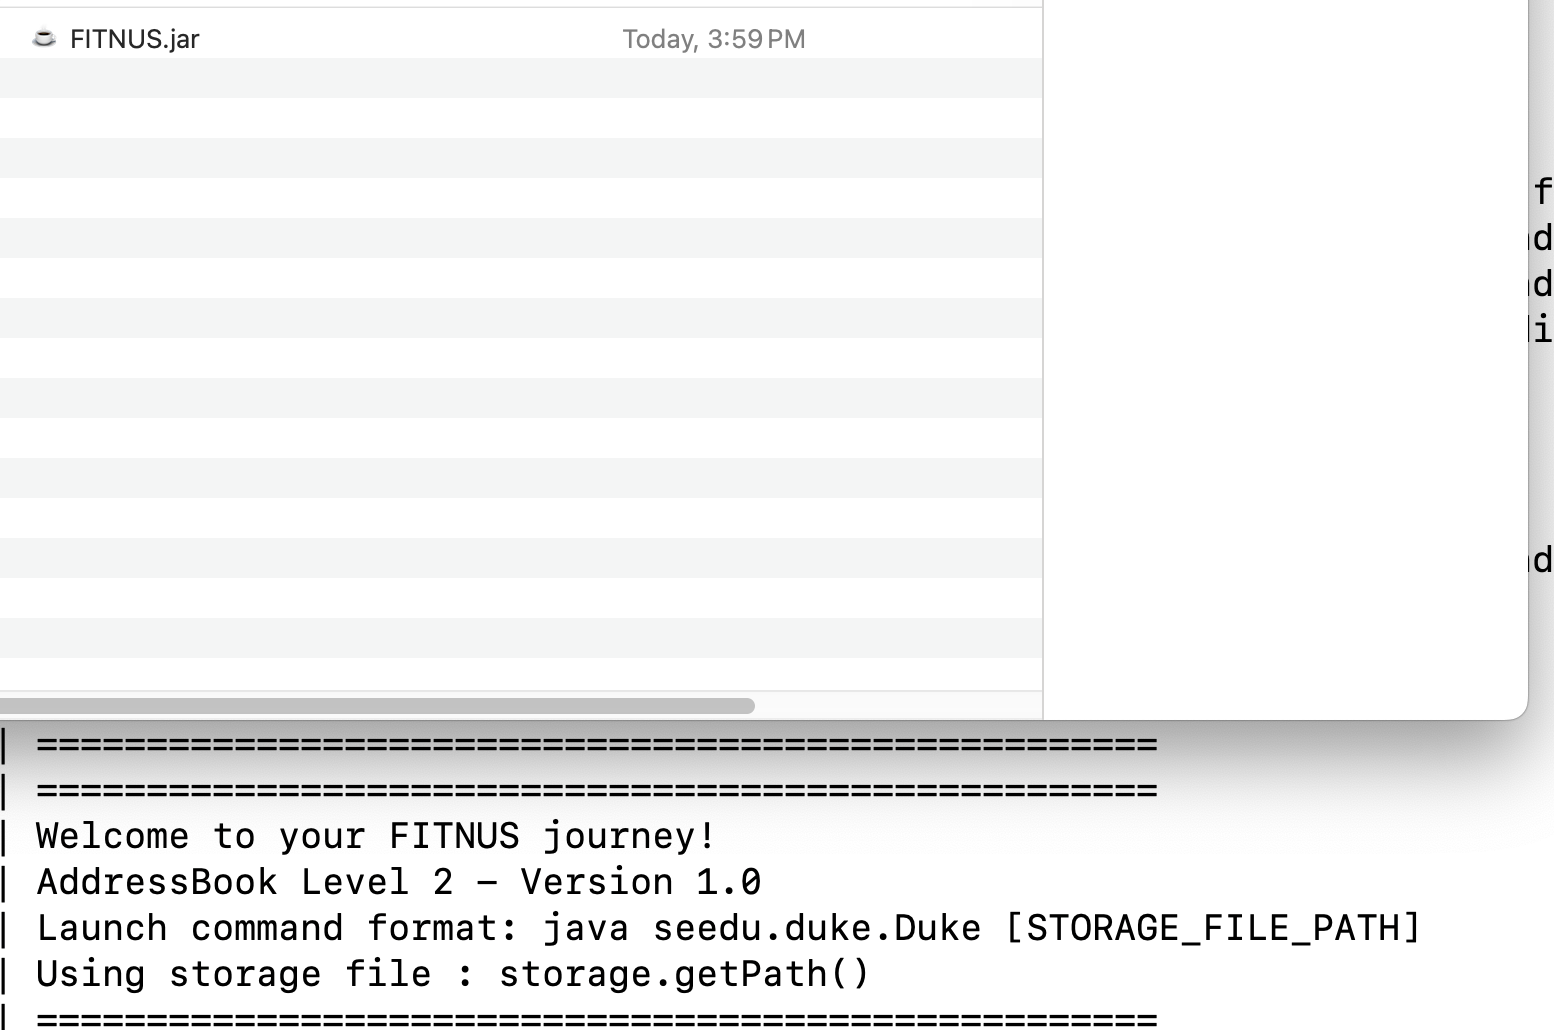 FITNUS.jar Today, 3:59 PM
f
d
d
i
d
| ===================================================
| ===================================================
| Welcome to your FITNUS journey!
| AddressBook Level 2 – Version 1.0
| Launch command format: java seedu.duke.Duke [STORAGE_FILE_PATH]
| Using storage file : storage.getPath()
| ===================================================